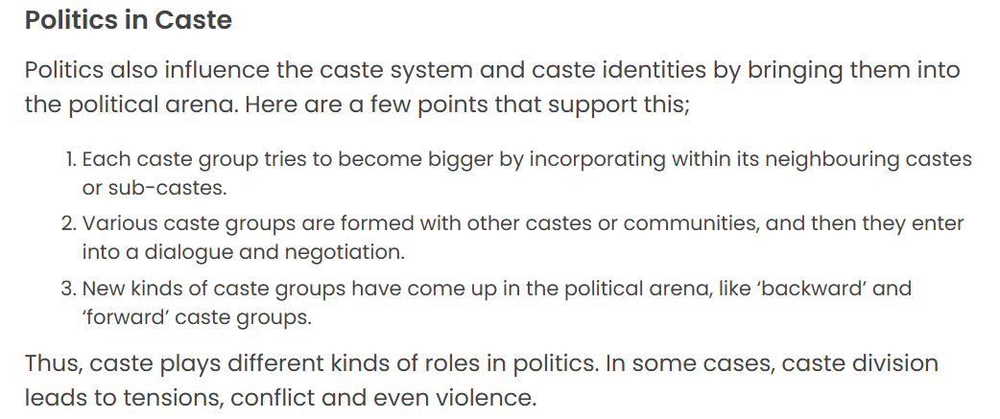 Politics in Caste
Politics also influence the caste system and caste identities by bringing them into
the political arena. Here are a few points that support this;
1. Each caste group tries to become bigger by incorporating within its neighbouring castes
or sub-castes.
2. Various caste groups are formed with other castes or communities, and then they enter
into a dialogue and negotiation.
3. New kinds of caste groups have come up in the political arena, like ‘backward’ and
‘forward’ caste groups.
Thus, caste plays different kinds of roles in politics. In some cases, caste division
leads to tensions, conflict and even violence.